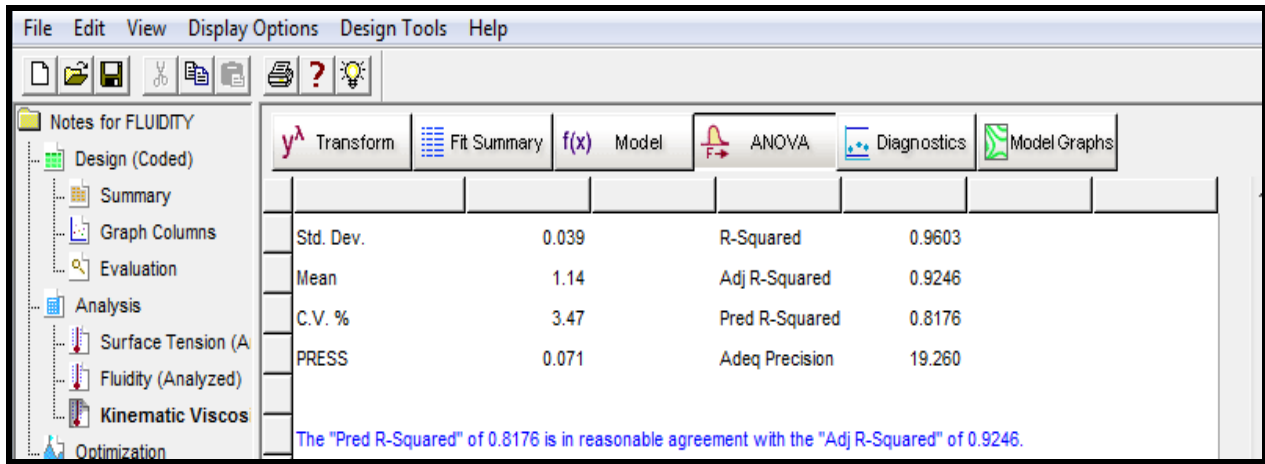 File Edit View Display Options Design Tools Help
Notes for FLUIDITY
Design (Coded)
Summary
Graph Columns
Evaluation
Analysis
Surface Tension (A
Fluidity (Analyzed)
Kinematic Viscos
Optimization
yλ Transform Fit Summary f(x) Model F ANOVA Diagnostics Model Graphs
Std. Dev. 0.039 R-Squared 0.9603
Mean 1.14 Adj R-Squared 0.9246
C.V. % 3.47 Pred R-Squared 0.8176
PRESS 0.071 Adeq Precision 19.260
The "Pred R-Squared" of 0.8176 is in reasonable agreement with the "Adj R-Squared" of 0.9246.